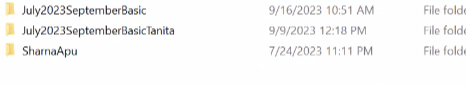 July2023SeptemberBasic 9/16/2023 10:51 AM File folde
July2023SeptemberBasicTanita 9/9/2023 12:18 PM File folde
SharnaApu 7/24/2023 11:11 PM File folde